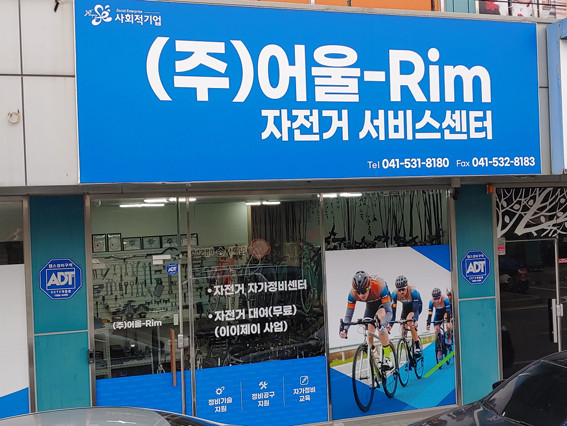 Social Enterprise
사회적기업
(주)어울-Rim
자전거 서비스센터
Tel 041-531-8180 Fax 041-532-8183
ADT
(주)어울-Rim
• 자전거 자가정비센터
• 자전거 대여(무료)
(이이제이 사업)
정비기술
지원
정비공구
지원
자가정비
교육
ADT